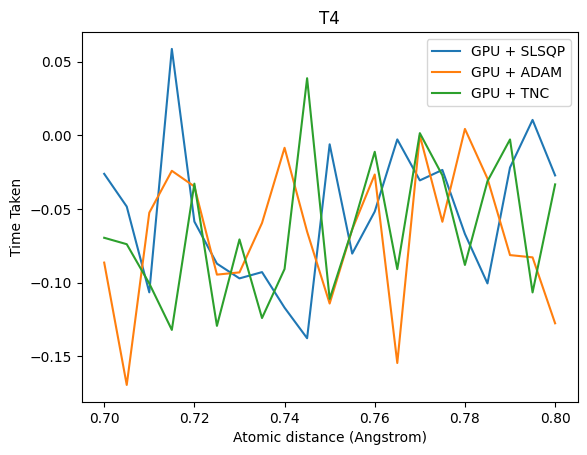 T4
GPU + SLSQP
GPU + ADAM
GPU + TNC
Time Taken
0.05
0.00
−0.05
−0.10
−0.15
0.70 0.72 0.74 0.76 0.78 0.80
Atomic distance (Angstrom)